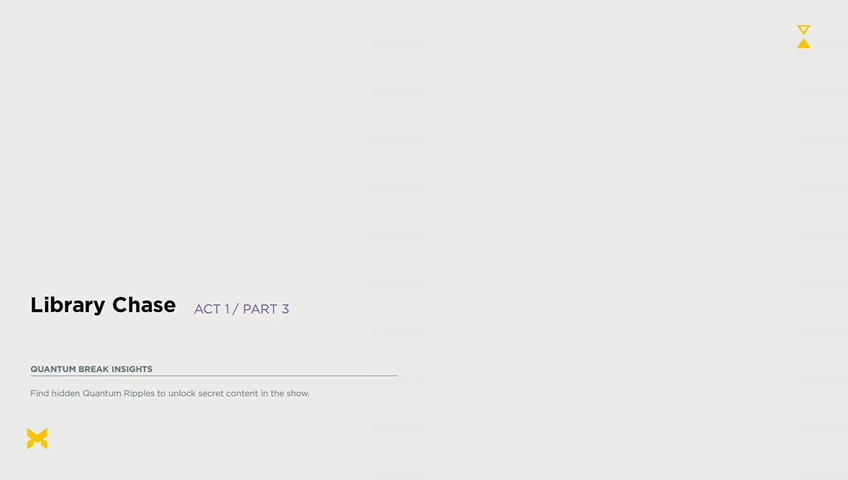 Library Chase ACT 1 / PART 3
QUANTUM BREAK INSIGHTS
Find hidden Quantum Ripples to unlock secret content in the show.